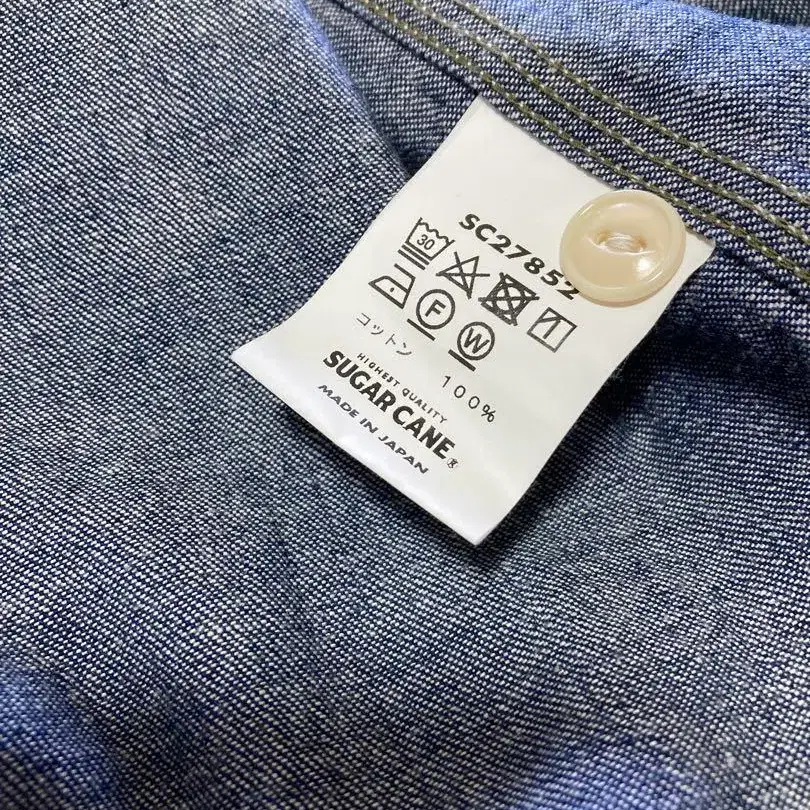 SC27852
30
F W
コットン 100%
HIGHEST QUALITY
SUGAR CANE®
MADE IN JAPAN